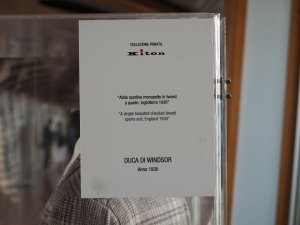 COLLEZIONE PRIVATA
Kiton
"Abito sportivo monopetto in tweed
a quadri, Inghilterra 1930"
"A single breasted checked tweed
sports suit, England 1930"
DUCA DI WINDSOR
Anno 1930